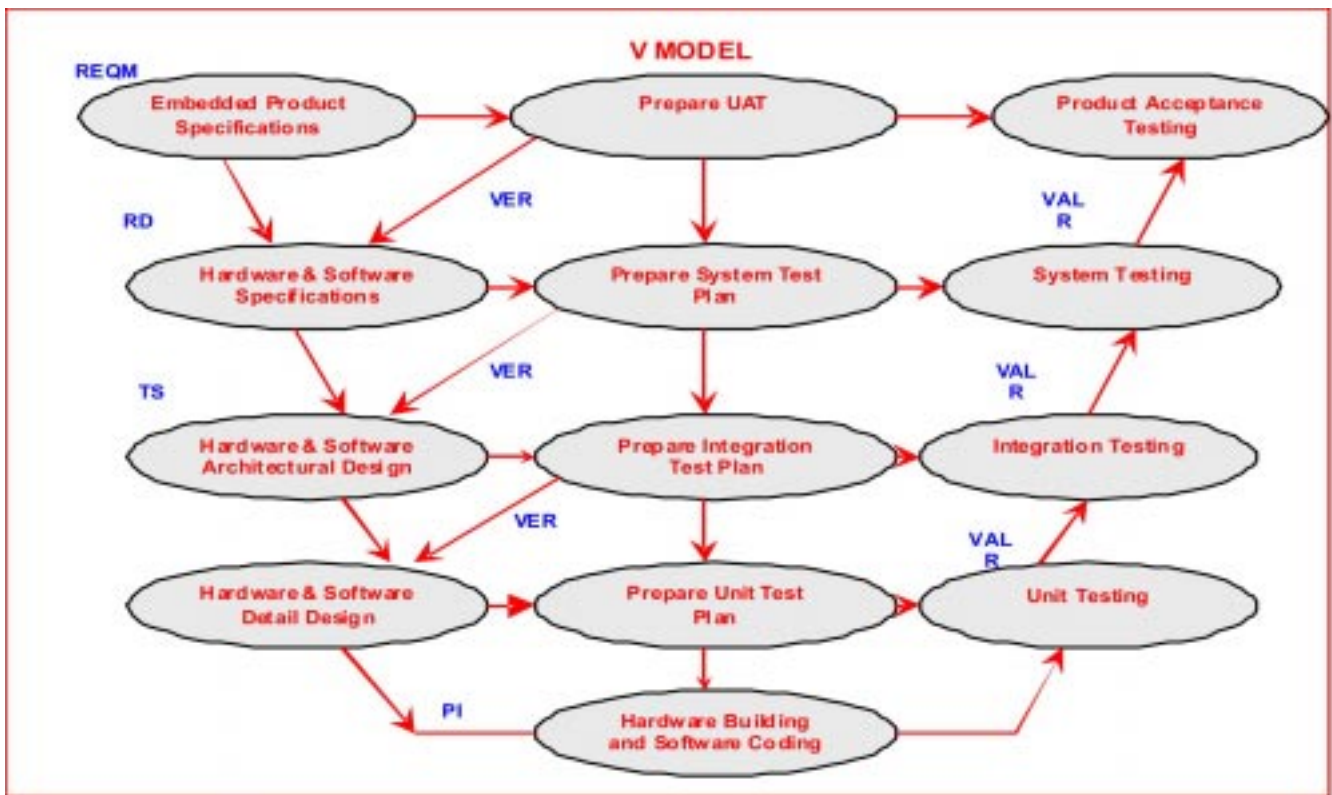 V MODEL
REQM
Embedded Product
Specifications
Prepare UAT
Product Acceptance
Testing
VER
VAL
R
RD
Hardware & Software
Specifications
Prepare System Test
Plan
System Testing
VER
VAL
R
TS
Hardware & Software
Architectural Design
Prepare Integration
Test Plan
Integration Testing
VER
VAL
R
Hardware & Software
Detail Design
Prepare Unit Test
Plan
Unit Testing
PI
Hardware Building
and Software Coding